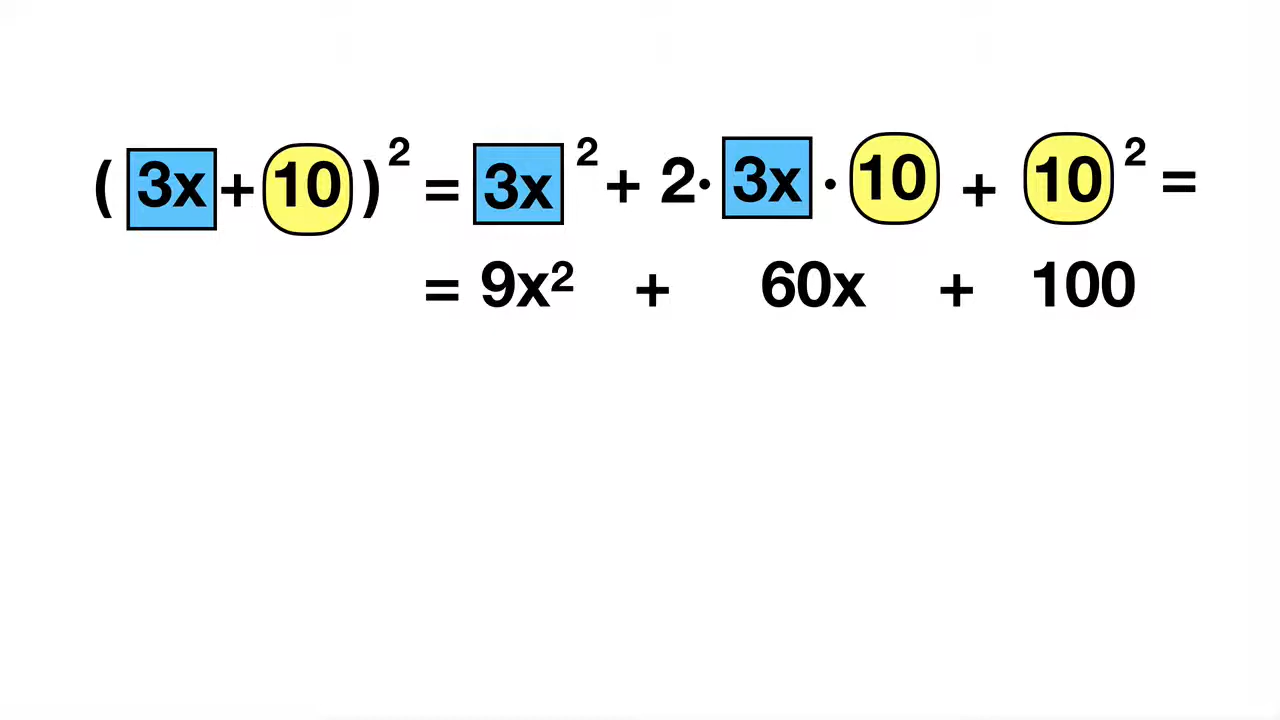 (3x+10)² = 3x² + 2·3x·10 + 10² =
= 9x² + 60x + 100